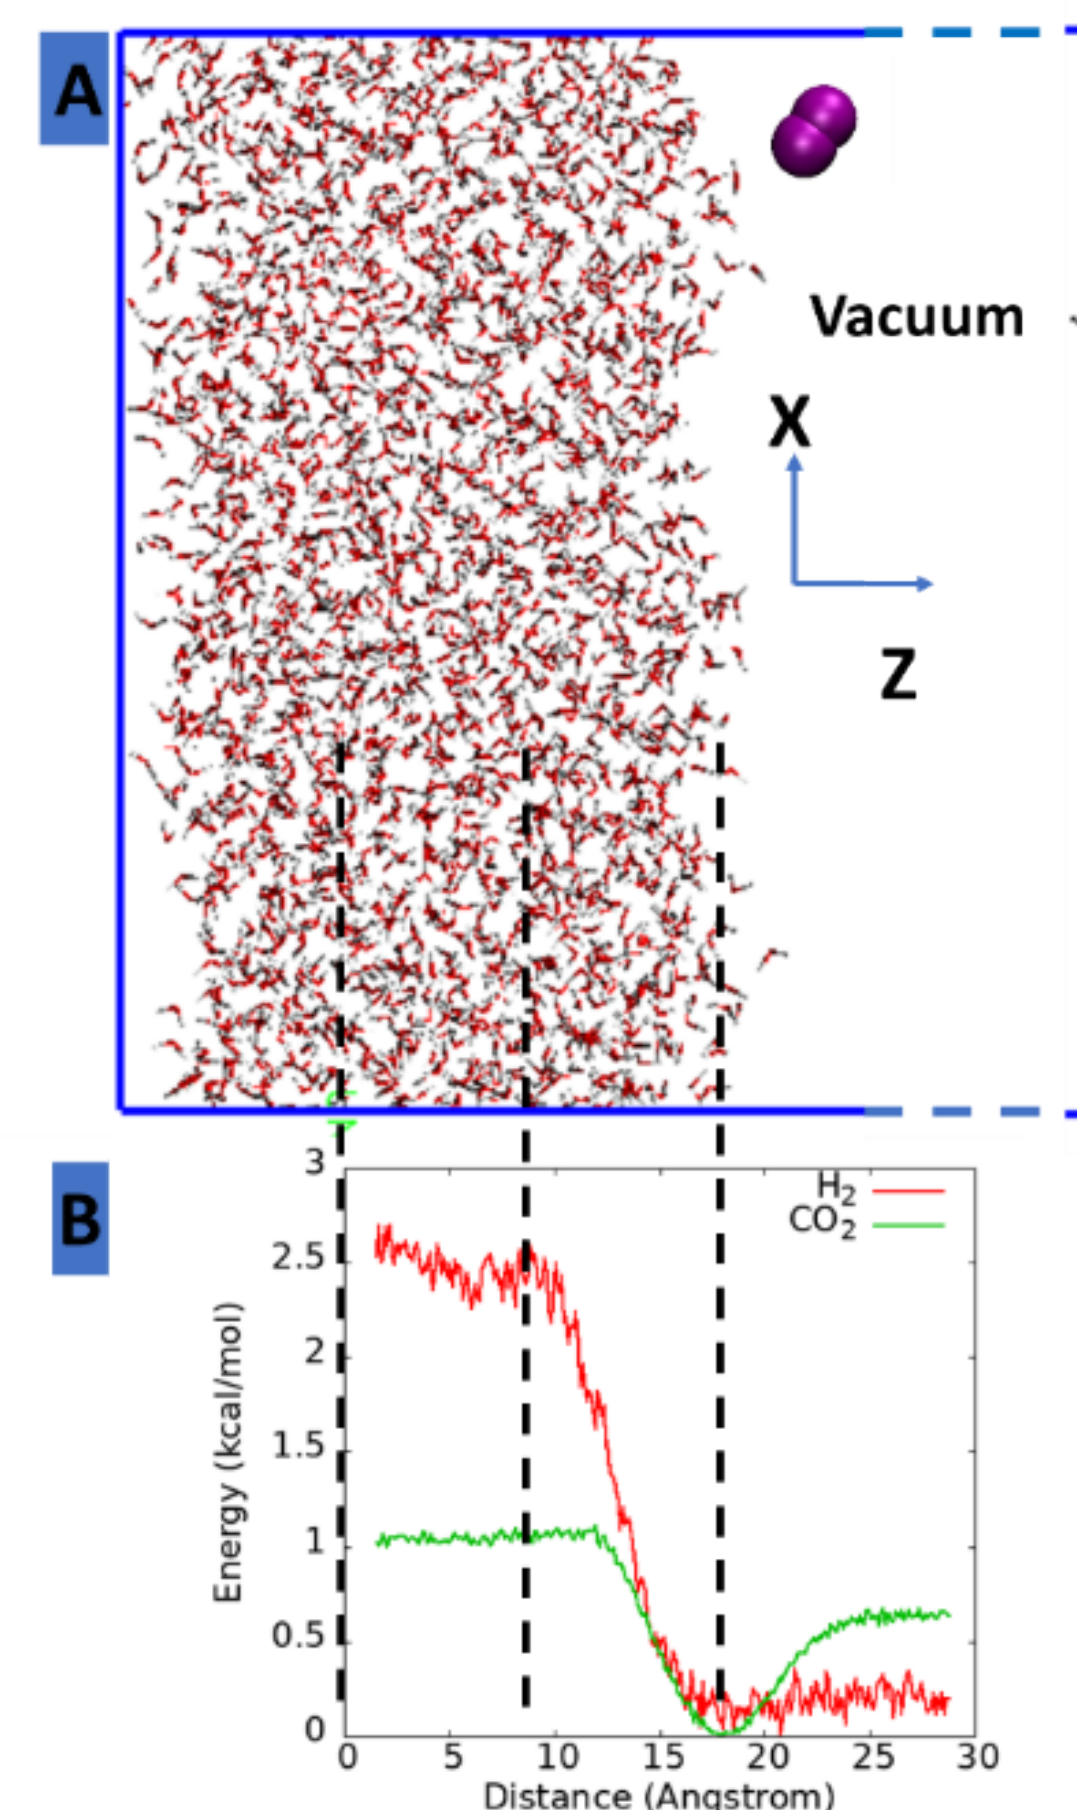 A
Vacuum
X
Z
B
H₂
CO₂
3
2.5
2
1.5
1
0.5
0
Energy (kcal/mol)
0 5 10 15 20 25 30
Distance (Angstrom)